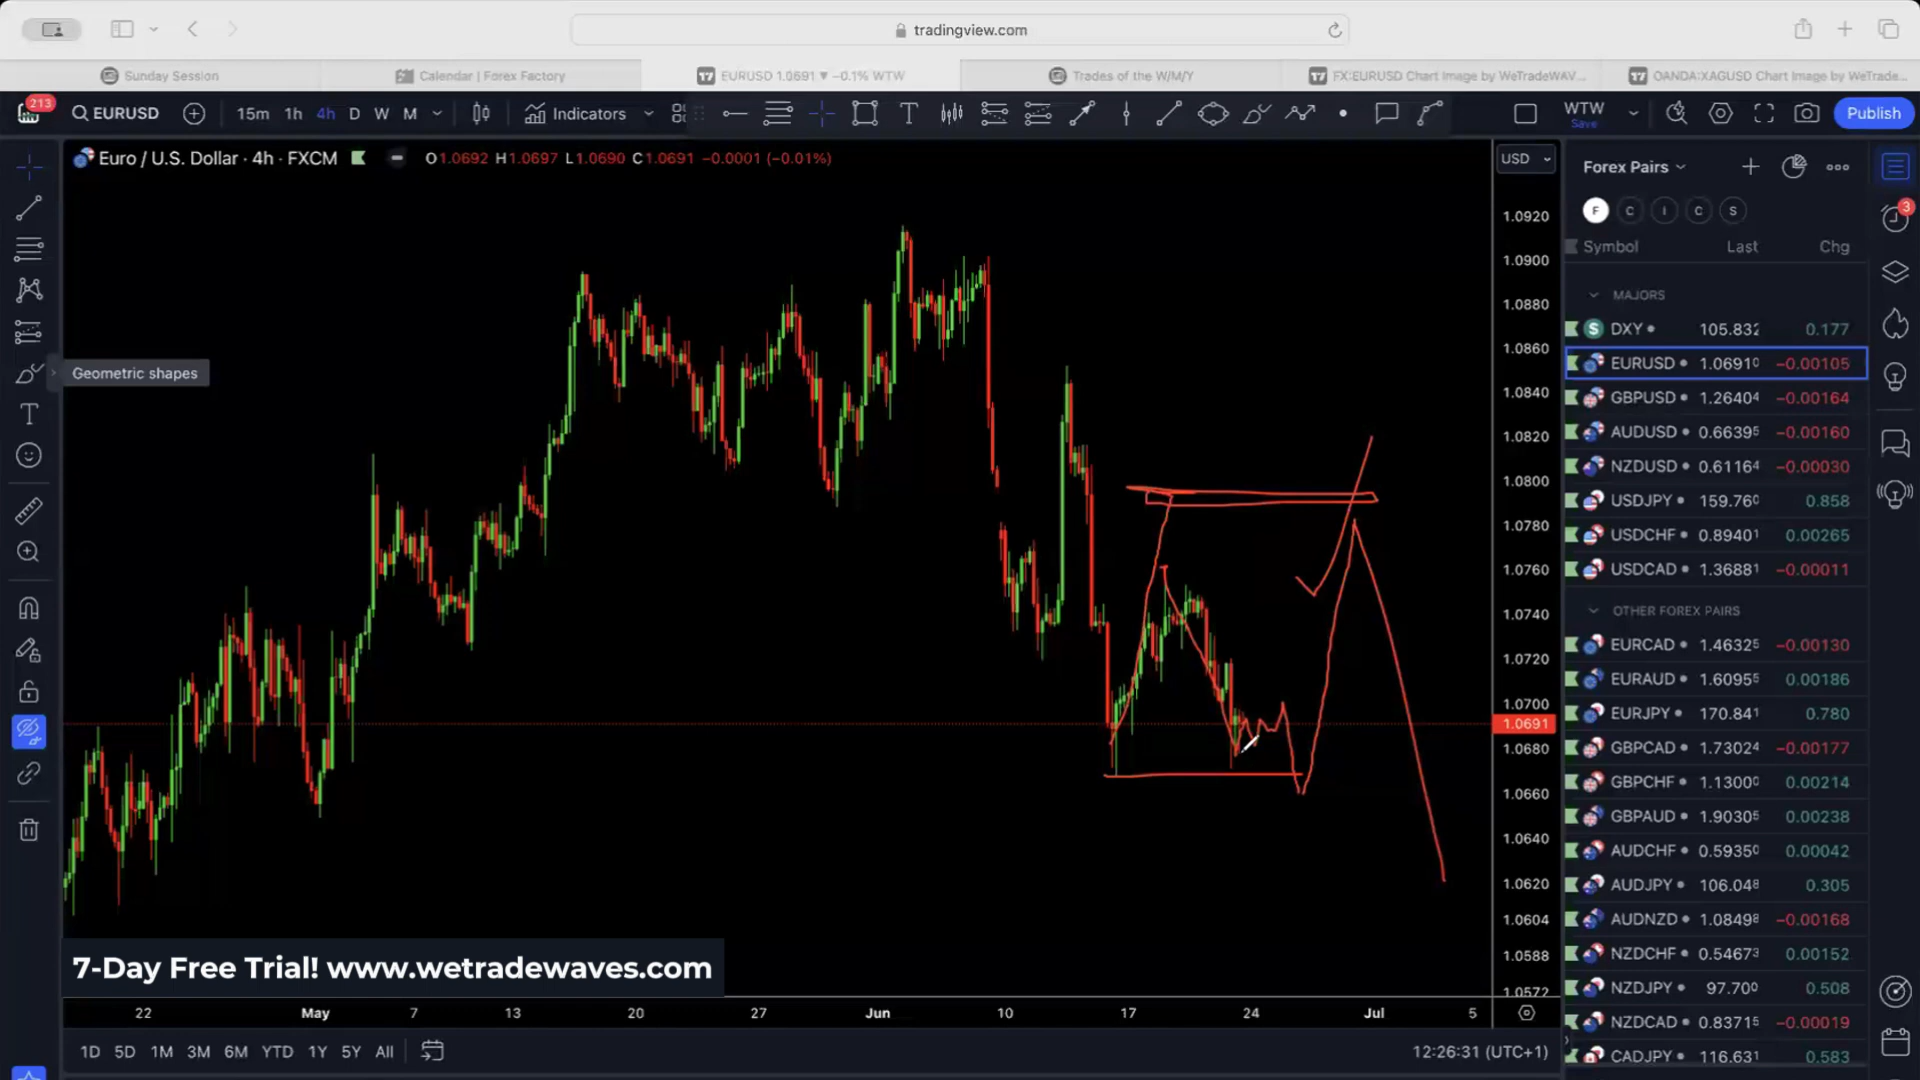 tradingview.com
Sunday Session
Calendar | Forex Factory
EURUSD 1.0691 ▼ −0.1% WTW
Trades of the W/M/Y
FX:EURUSD Chart Image by WeTradeWAV...
OANDA:XAGUSD Chart Image by WeTrade...
213
EURUSD
15m 1h 4h D W M
Indicators
WTW
Save
Publish
Euro / U.S. Dollar · 4h · FXCM
O1.0692 H1.0697 L1.0690 C1.0691 −0.0001 (−0.01%)
USD
Forex Pairs
F C I C S
3
Symbol Last Chg
MAJORS
DXY 105.832 0.177
EURUSD 1.06910 −0.00105
GBPUSD 1.26404 −0.00164
AUDUSD 0.66395 −0.00160
NZDUSD 0.61164 −0.00030
USDJPY 159.760 0.858
USDCHF 0.89401 0.00265
USDCAD 1.36881 −0.00011
OTHER FOREX PAIRS
EURCAD 1.46325 −0.00130
EURAUD 1.60955 0.00186
EURJPY 170.841 0.780
GBPCAD 1.73024 −0.00177
GBPCHF 1.13000 0.00214
GBPAUD 1.90305 0.00238
AUDCHF 0.59350 0.00042
AUDJPY 106.048 0.305
AUDNZD 1.08498 −0.00168
NZDCHF 0.54673 0.00152
NZDJPY 97.700 0.508
NZDCAD 0.83715 −0.00019
CADJPY 116.631 0.583
1.0920
1.0900
1.0880
1.0860
1.0840
1.0820
1.0800
1.0780
1.0760
1.0740
1.0720
1.0700
1.0691
1.0680
1.0660
1.0640
1.0620
1.0604
1.0588
1.0572
Geometric shapes
7-Day Free Trial! www.wetradewaves.com
22 May 7 13 20 27 Jun 10 17 24 Jul 5
1D 5D 1M 3M 6M YTD 1Y 5Y All
12:26:31 (UTC+1)